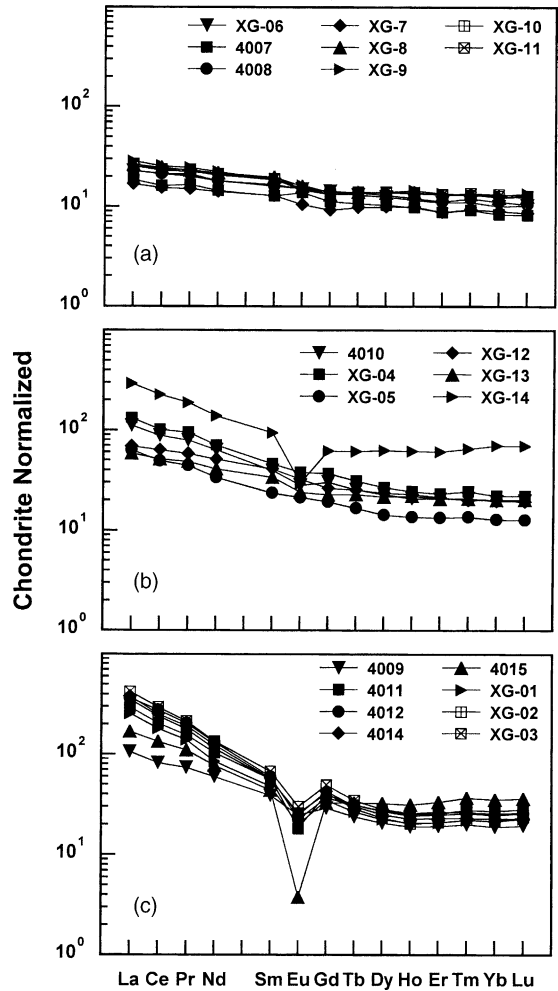 XG-06 XG-7 XG-10
4007 XG-8 XG-11
4008 XG-9
10²
10¹
(a)
10⁰
4010 XG-12
XG-04 XG-13
XG-05 XG-14
10²
10¹
(b)
10⁰
Chondrite Normalized
4009 4015
4011 XG-01
4012 XG-02
4014 XG-03
10²
10¹
(c)
10⁰
La Ce Pr Nd Sm Eu Gd Tb Dy Ho Er Tm Yb Lu